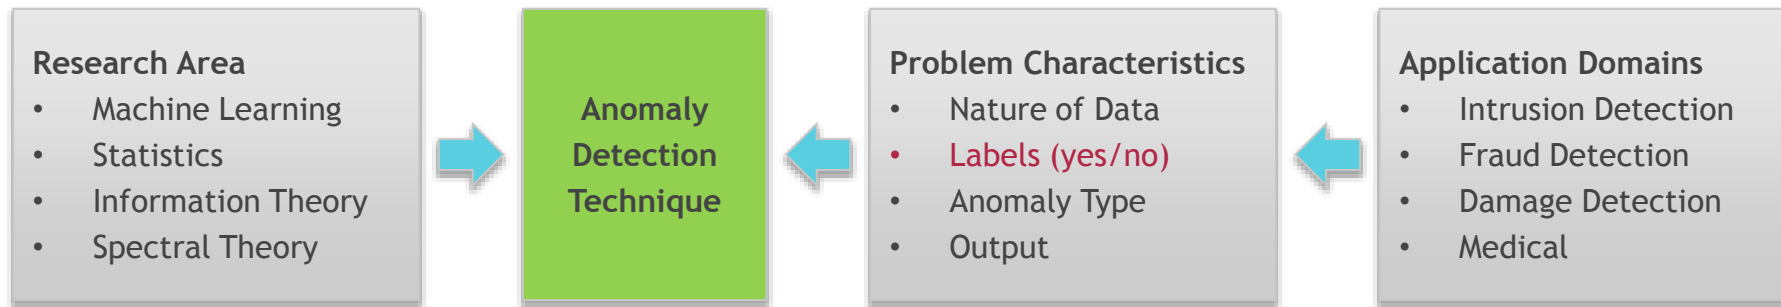 Research Area
• Machine Learning
• Statistics
• Information Theory
• Spectral Theory
Anomaly
Detection
Technique
Problem Characteristics
• Nature of Data
• Labels (yes/no)
• Anomaly Type
• Output
Application Domains
• Intrusion Detection
• Fraud Detection
• Damage Detection
• Medical